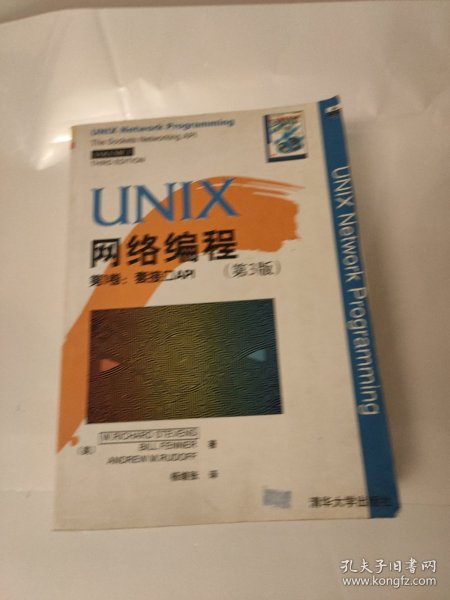 UNIX Network Programming
The Sockets Networking API
VOLUME 1
THIRD EDITION
UNIX
网络编程
第1卷：套接口API
(第3版)
UNIX Network Programming
[美]
W.RICHARD STEVENS
BILL FENNER
ANDREW M.RUDOFF
著
杨继张 译
清华大学出版社
孔夫子旧书网
www.kongfz.com